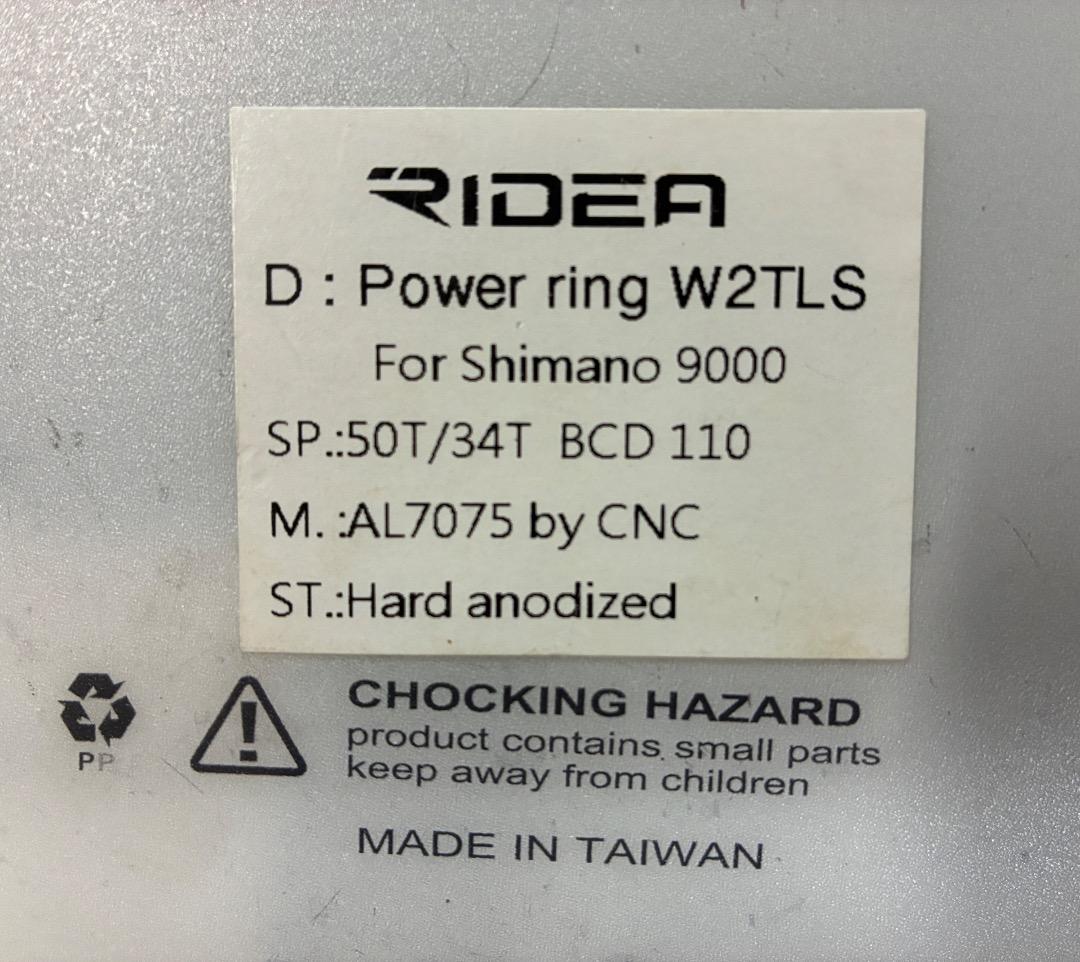 RIDEA
D : Power ring W2TLS
For Shimano 9000
SP.:50T/34T BCD 110
M. :AL7075 by CNC
ST.:Hard anodized
PP
CHOCKING HAZARD
product contains small parts
keep away from children
MADE IN TAIWAN